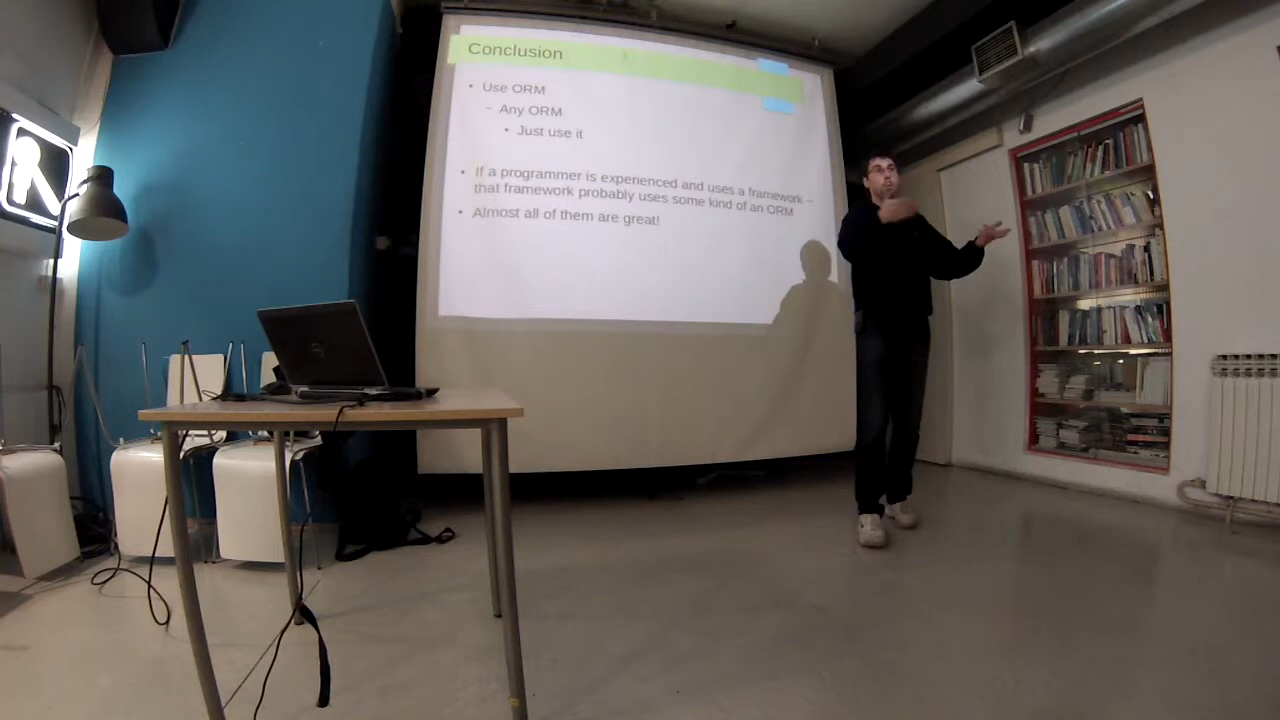 Conclusion
• Use ORM
– Any ORM
• Just use it
• If a programmer is experienced and uses a framework –
that framework probably uses some kind of an ORM
• Almost all of them are great!